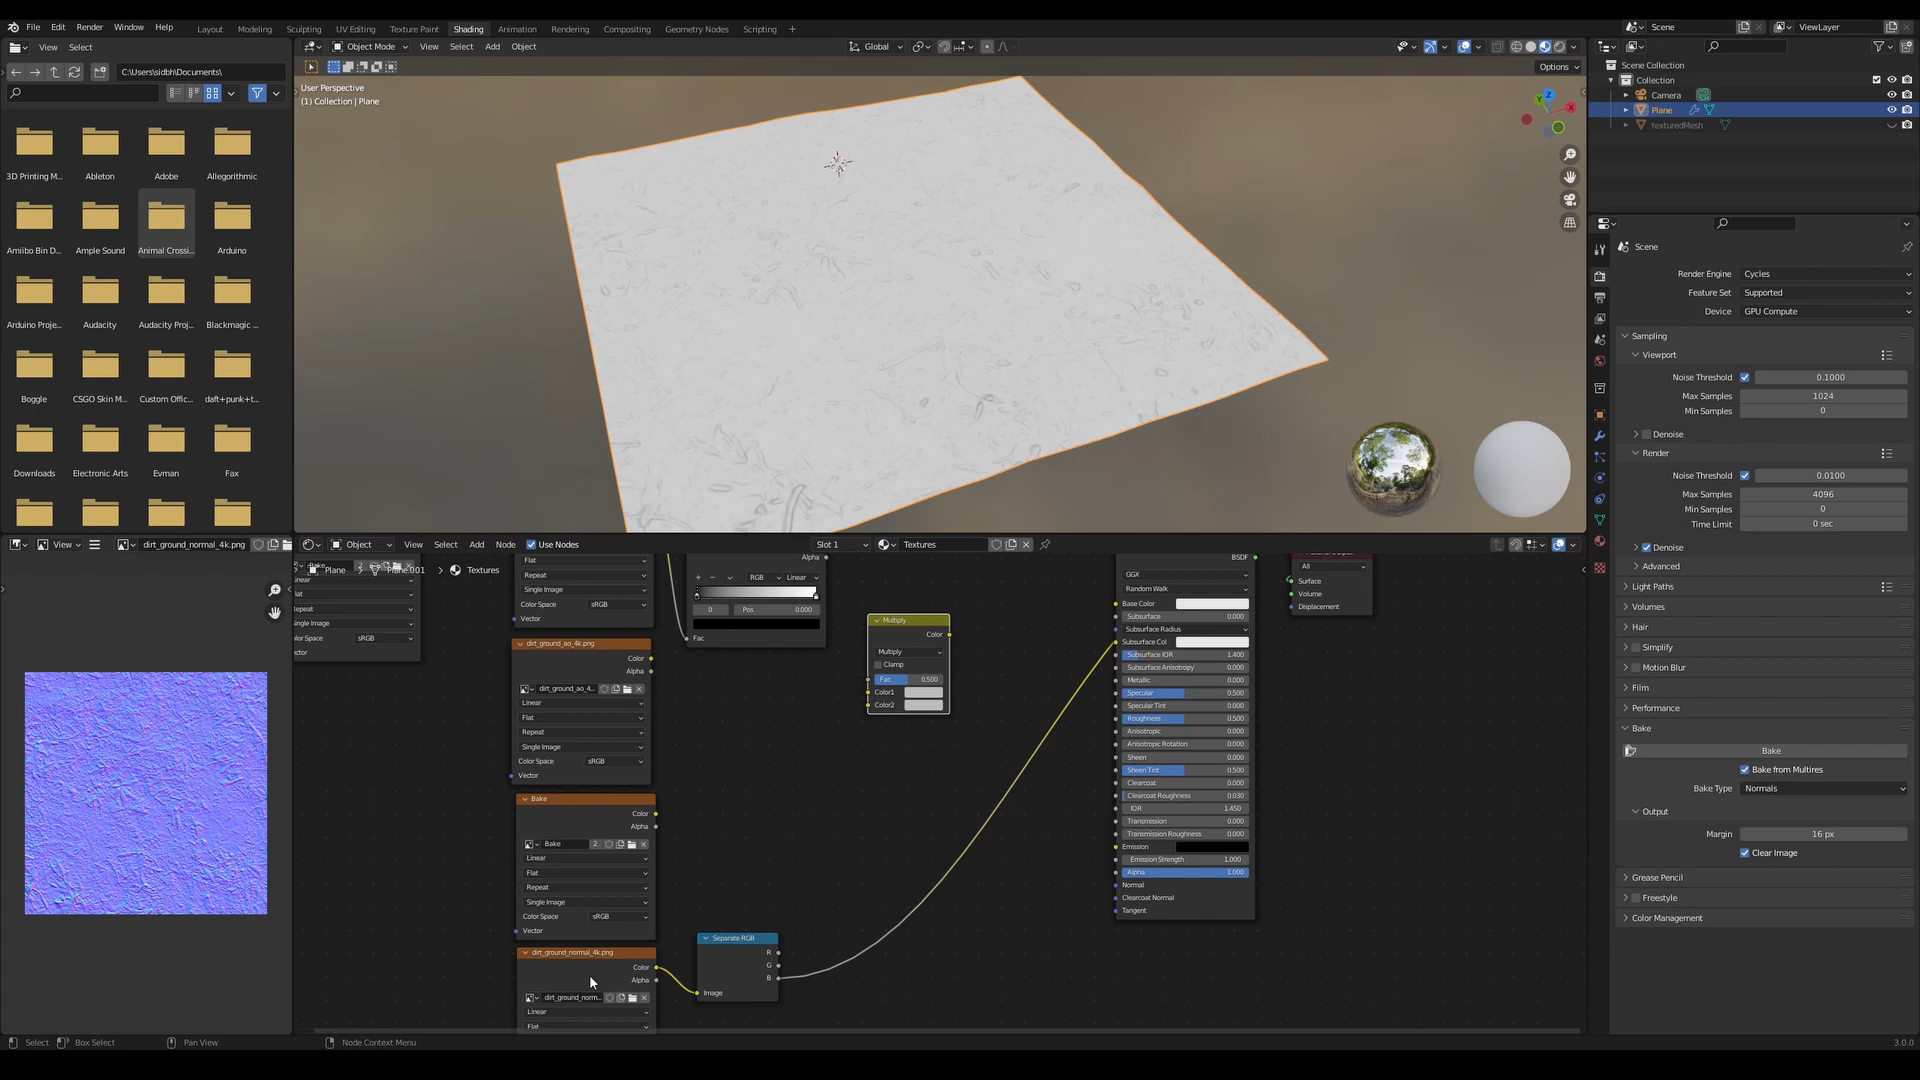 File Edit Render Window Help Layout Modeling Sculpting UV Editing Texture Paint Shading Animation Rendering Compositing Geometry Nodes Scripting +
Scene
ViewLayer
View Select
Object Mode View Select Add Object
Global
Options
C:\Users\sidbh\Documents\
3D Printing M...
Ableton
Adobe
Allegorithmic
Amiibo Bin D...
Ample Sound
Animal Crossi...
Arduino
Arduino Proje...
Audacity
Audacity Proj...
Blackmagic ...
Boggle
CSGO Skin M...
Custom Offic...
daft+punk+t...
Downloads
Electronic Arts
Evman
Fax
User Perspective
(1) Collection | Plane
Z
Y
X
Scene Collection
Collection
Camera
Plane
texturedMesh
Scene
Render Engine Cycles
Feature Set Supported
Device GPU Compute
Sampling
Viewport
Noise Threshold 0.1000
Max Samples 1024
Min Samples 0
Denoise
Render
Noise Threshold 0.0100
Max Samples 4096
Min Samples 0
Time Limit 0 sec
Denoise
Advanced
Light Paths
Volumes
Hair
Simplify
Motion Blur
Film
Performance
Bake
Bake
Bake from Multires
Bake Type Normals
Output
Margin 16 px
Clear Image
Grease Pencil
Freestyle
Color Management
View
dirt_ground_normal_4k.png
Object View Select Add Node Use Nodes
Slot 1
Textures
Plane > Plane.001 > Textures
Repeat
Single Image
sRGB
Flat
Repeat
Single Image
Color Space sRGB
Vector
dirt_ground_ao_4k.png
Color
Alpha
dirt_ground_ao_4...
Linear
Flat
Repeat
Single Image
Color Space sRGB
Vector
Bake
Color
Alpha
Bake 2
Linear
Flat
Repeat
Single Image
Color Space sRGB
Vector
dirt_ground_normal_4k.png
Color
Alpha
dirt_ground_norm...
Linear
Flat
Alpha
RGB Linear
0 Pos 0.000
Fac
Multiply
Color
Multiply
Clamp
Fac 0.500
Color1
Color2
Separate RGB
R
G
B
Image
BSDF
GGX
Random Walk
Base Color
Subsurface 0.000
Subsurface Radius
Subsurface Col
Subsurface IOR 1.400
Subsurface Anisotropy 0.000
Metallic 0.000
Specular 0.500
Specular Tint 0.000
Roughness 0.500
Anisotropic 0.000
Anisotropic Rotation 0.000
Sheen 0.000
Sheen Tint 0.500
Clearcoat 0.000
Clearcoat Roughness 0.030
IOR 1.450
Transmission 0.000
Transmission Roughness 0.000
Emission
Emission Strength 1.000
Alpha 1.000
Normal
Clearcoat Normal
Tangent
All
Surface
Volume
Displacement
Select
Box Select
Pan View
Node Context Menu
3.0.0